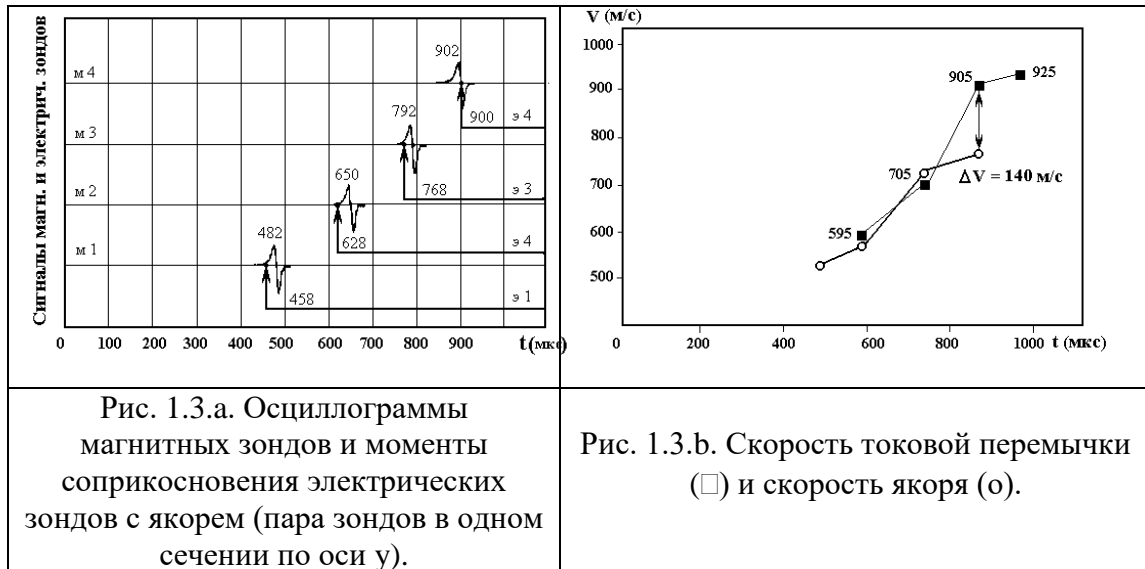 Сигналы магн. и электрич. зондов
м 4
902
900
э 4
м 3
792
768
э 3
м 2
650
628
э 4
м 1
482
458
э 1
0 100 200 300 400 500 600 700 800 900 t (мкс)
V (м/с)
1000
900
800
700
600
500
905
925
705
ΔV = 140 м/с
595
0 200 400 600 800 1000 t (мкс)
Рис. 1.3.a. Осциллограммы
магнитных зондов и моменты
соприкосновения электрических
зондов с якорем (пара зондов в одном
сечении по оси y).
Рис. 1.3.b. Скорость токовой перемычки
(□) и скорость якоря (о).